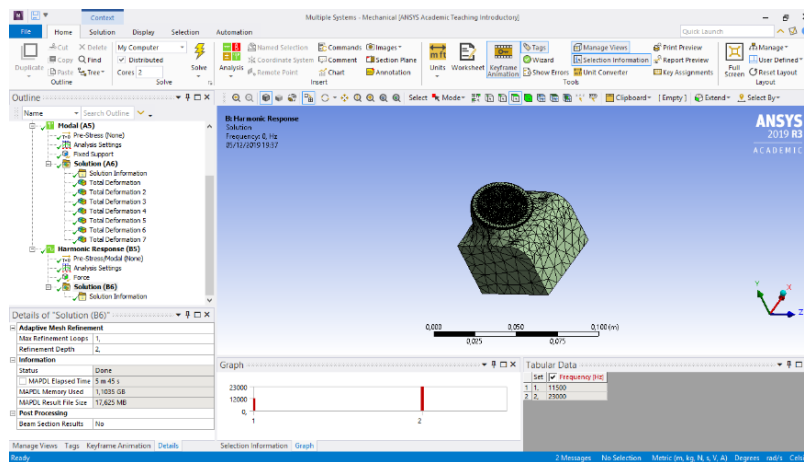 Context
Multiple Systems - Mechanical [ANSYS Academic Teaching Introductory]
File Home Solution Display Selection Automation
Quick Launch
Duplicate
Cut Delete
Copy Find
Paste Tree
Outline
My Computer
Distributed
Cores 2
Solve
Solve
Analysis
Named Selection Commands Images
Coordinate System Comment Section Plane
Remote Point Chart Annotation
Insert
Units Worksheet Keyframe Animation
Tags
Wizard
Show Errors
Manage Views
Selection Information
Unit Converter
Tools
Print Preview
Report Preview
Key Assignments
Full Screen
Manage
User Defined
Reset Layout
Layout
Outline
Name Search Outline
Select Mode Clipboard [Empty] Extend Select By
Modal (A5)
Pre-Stress (None)
Analysis Settings
Fixed Support
Solution (A6)
Solution Information
Total Deformation
Total Deformation 2
Total Deformation 3
Total Deformation 4
Total Deformation 5
Total Deformation 6
Total Deformation 7
Harmonic Response (B5)
Pre-Stress/Modal (None)
Analysis Settings
Force
Solution (B6)
Solution Information
B: Harmonic Response
Solution
Frequency: 0, Hz
05/12/2019 19:37
ANSYS
2019 R3
ACADEMIC
0,000 0,050 0,100 (m)
0,025 0,075
Y
X
Z
Details of "Solution (B6)"
Adaptive Mesh Refinement
Max Refinement Loops 1,
Refinement Depth 2,
Information
Status Done
MAPDL Elapsed Time 5 m 45 s
MAPDL Memory Used 1,1035 GB
MAPDL Result File Size 17,625 MB
Post Processing
Beam Section Results No
Manage Views Tags Keyframe Animation Details
Graph
23000
12000
0,
1 2
Selection Information Graph
Tabular Data
Set Frequency [Hz]
1 1, 11500
2 2, 23000
Ready
2 Messages No Selection Metric (m, kg, N, s, V, A) Degrees rad/s